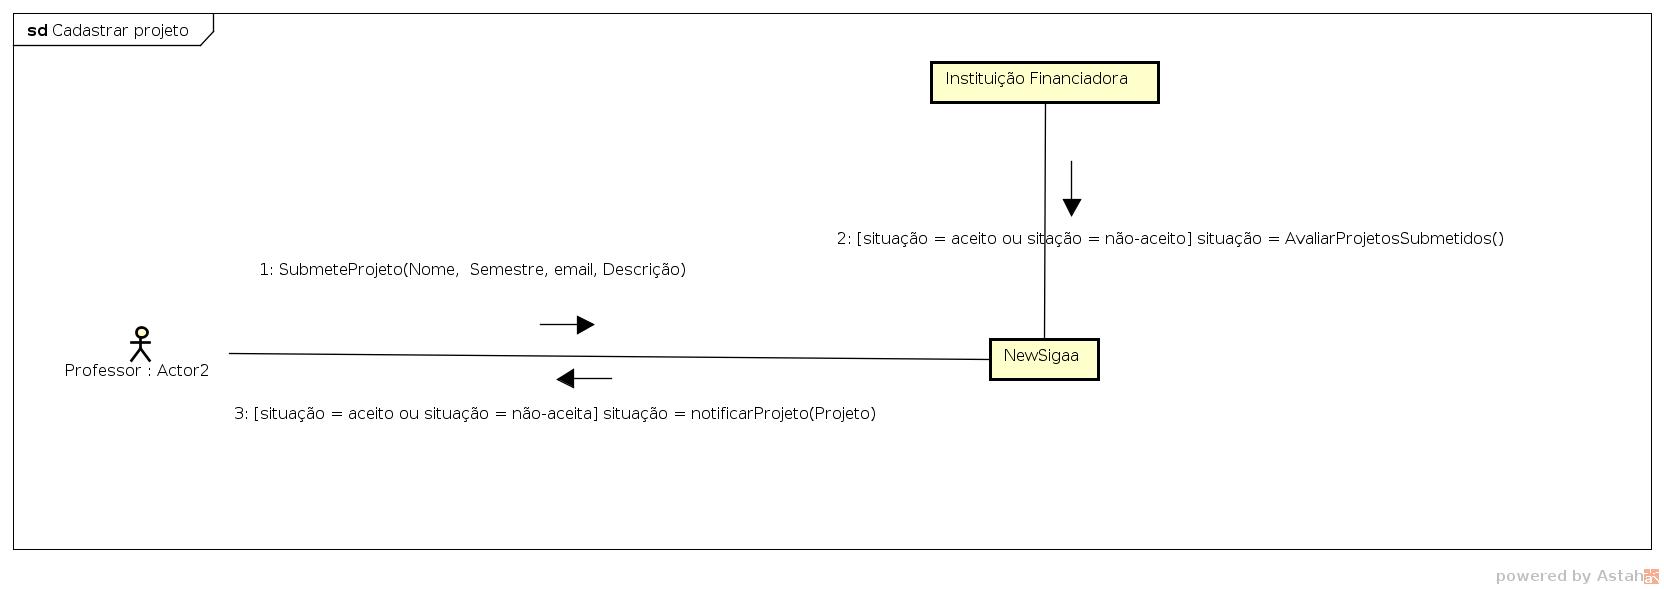 sd Cadastrar projeto
Instituição Financiadora
2: [situação = aceito ou sitação = não-aceito] situação = AvaliarProjetosSubmetidos()
1: SubmeteProjeto(Nome,  Semestre, email, Descrição)
NewSigaa
Professor : Actor2
3: [situação = aceito ou situação = não-aceita] situação = notificarProjeto(Projeto)
powered by Astah